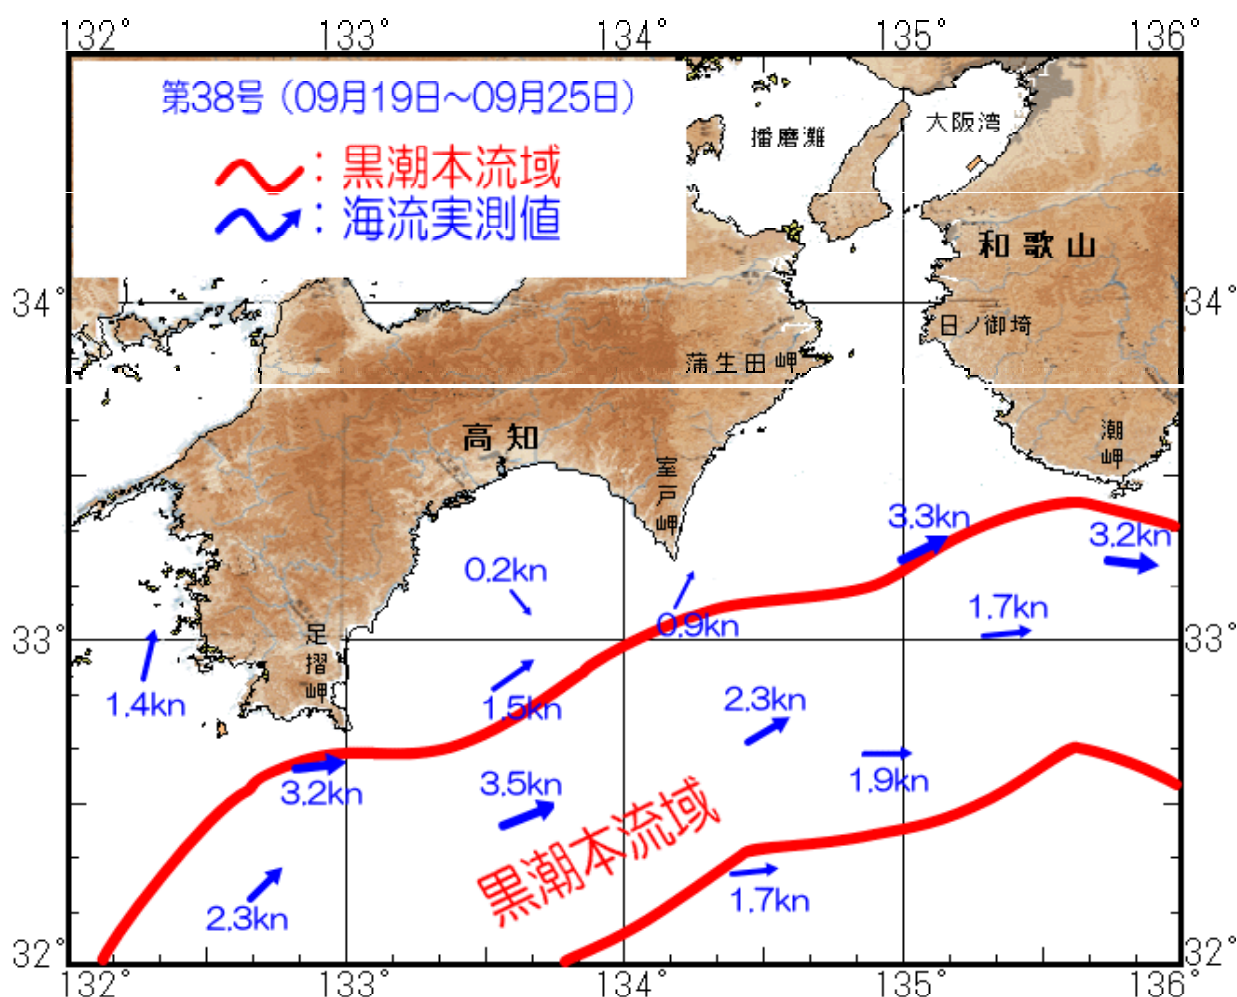 132° 133° 134° 135° 136°
第38号（09月19日～09月25日）
：黒潮本流域
：海流実測値
播磨灘
大阪湾
和歌山
34°
34°
日ノ御埼
蒲生田岬
高知
潮岬
室戸岬
3.3kn
3.2kn
0.2kn
1.7kn
0.9kn
33°
33°
足摺岬
1.4kn
1.5kn
2.3kn
3.2kn
3.5kn
1.9kn
黒潮本流域
1.7kn
2.3kn
32°
32°
132° 133° 134° 135° 136°